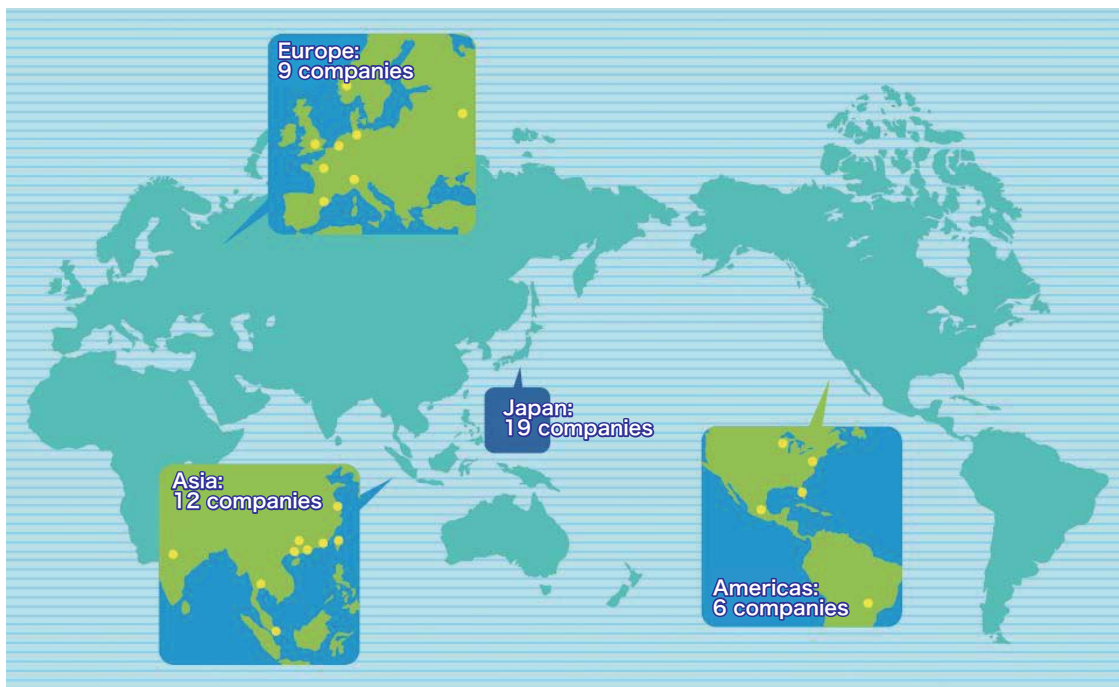 Europe:
9 companies
Japan:
19 companies
Asia:
12 companies
Americas:
6 companies